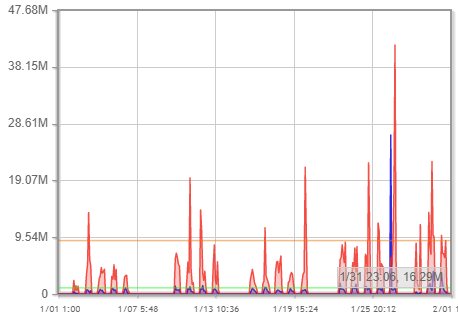 47.68M
38.15M
28.61M
19.07M
9.54M
0
1/31 23:06, 16.29M
1/01 1:00
1/07 5:48
1/13 10:36
1/19 15:24
1/25 20:12
2/01 1